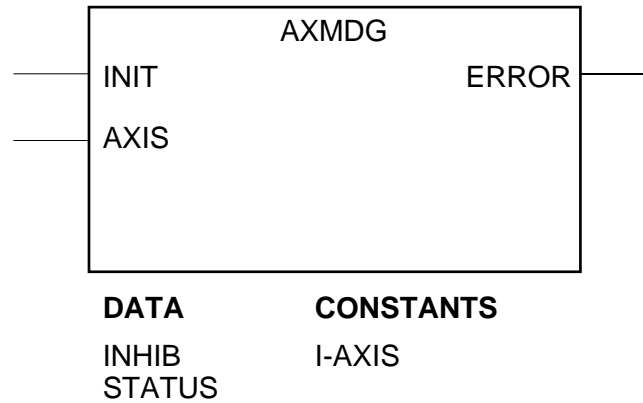 AXMDG
INIT ERROR
AXIS
DATA CONSTANTS
INHIB I-AXIS
STATUS